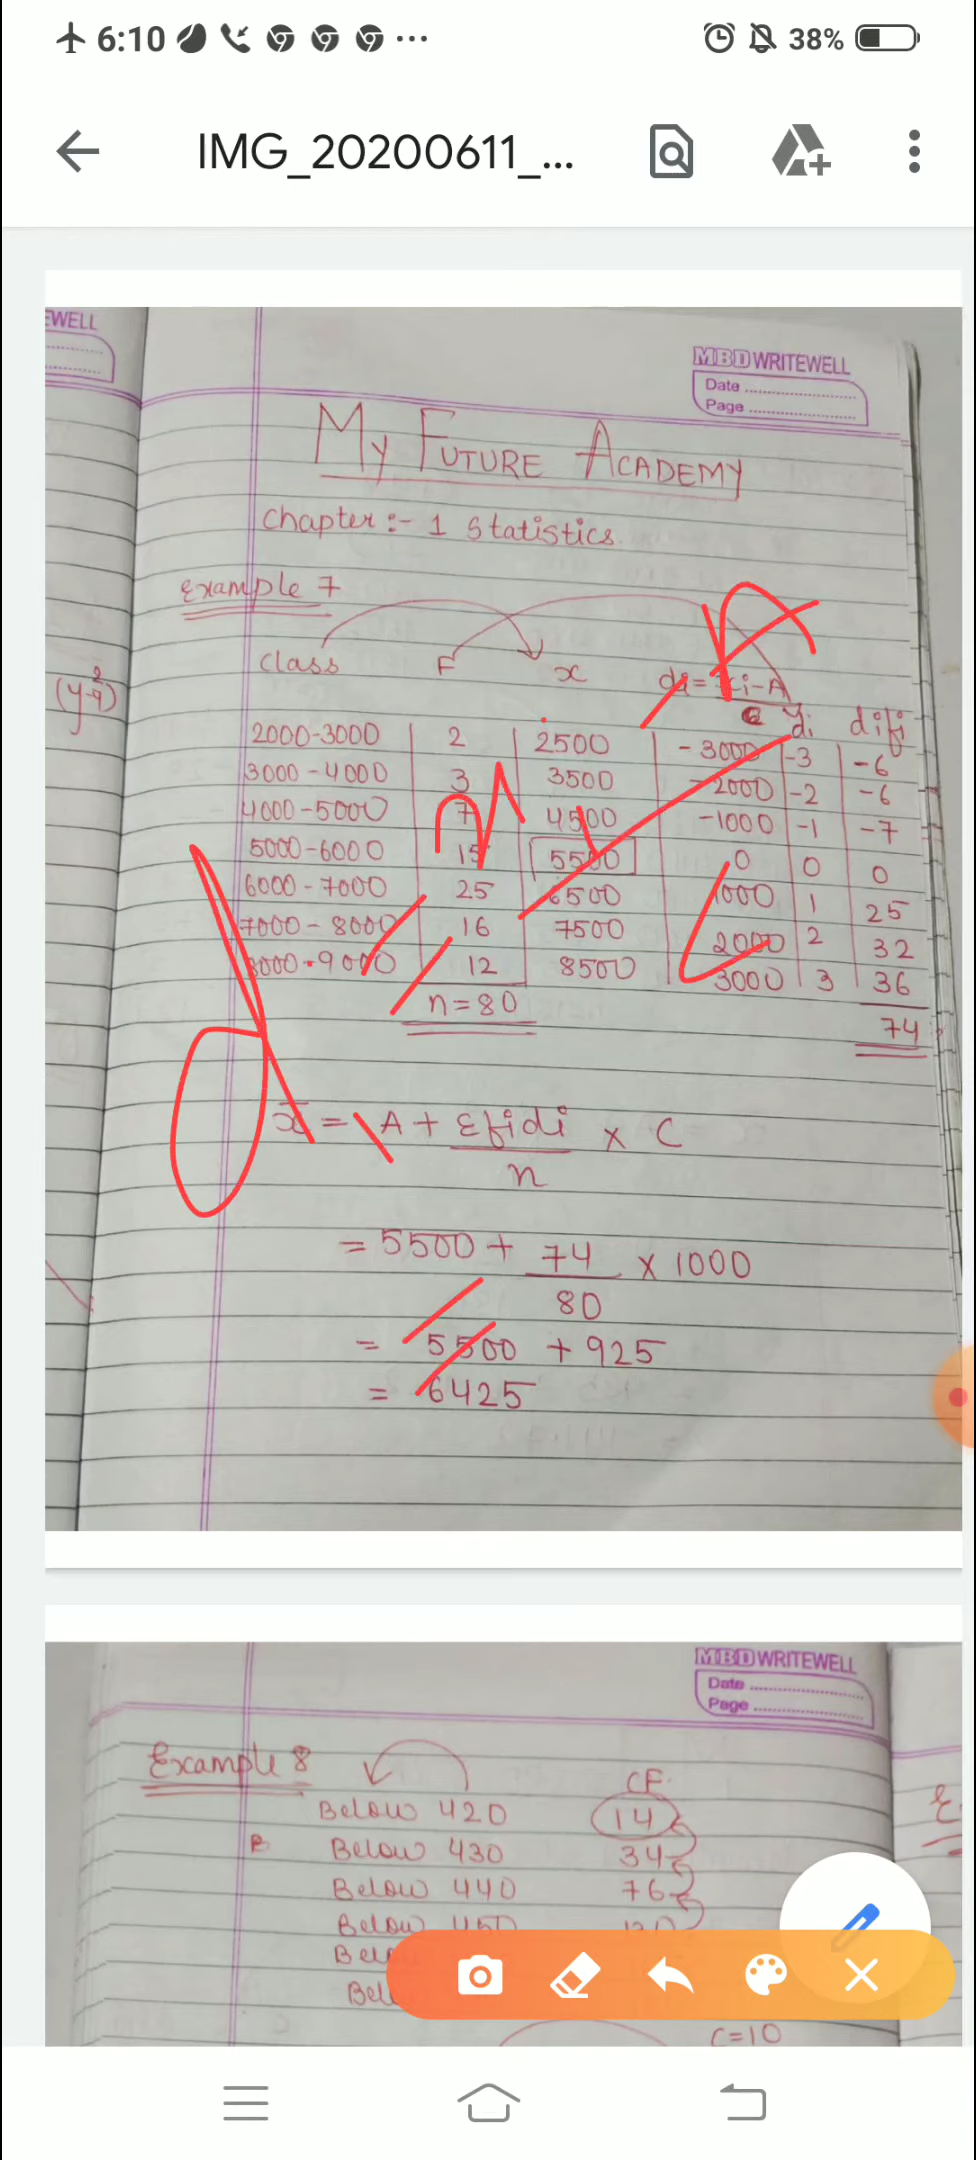 6:10 ... 38%
IMG_20200611_...
EWELL
MBD WRITEWELL
Date
Page
MY FUTURE ACADEMY
Chapter :- 1 Statistics.
Example 7
class F x di = xi-A
di difi
2000-3000 2 2500 -3000 -3 -6
3000-4000 3 3500 -2000 -2 -6
4000-5000 7 4500 -1000 -1 -7
5000-6000 15 5500 0 0 0
6000-7000 25 6500 1000 1 25
7000-8000 16 7500 2000 2 32
8000-9000 12 8500 3000 3 36
n=80
74
x̄ = A + Σfidi × C
n
= 5500 + 74 × 1000
80
= 5500 + 925
= 6425
MBD WRITEWELL
Date
Page
Example 8
CF.
Below 420 14
Below 430 34
Below 440 76
Below 450
C=10